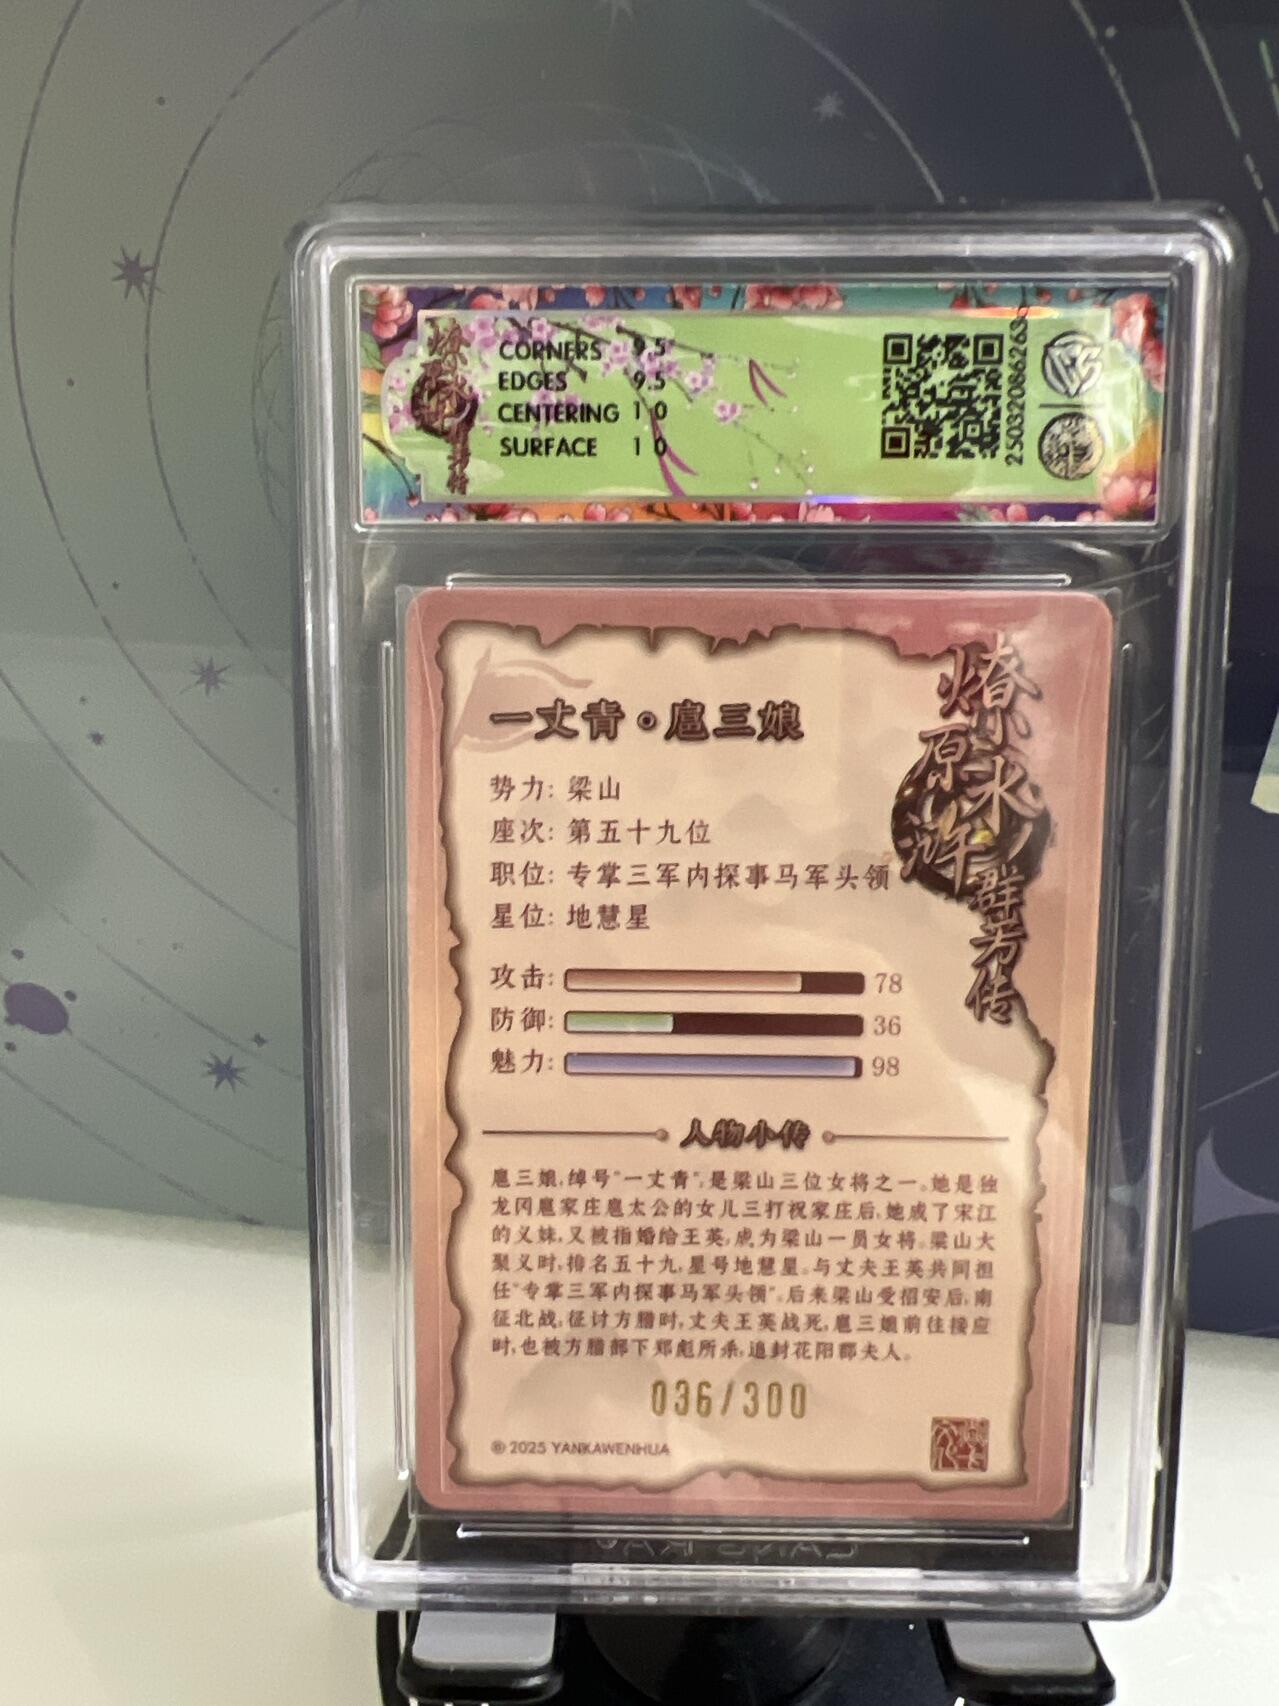 CORNERS 9.5
EDGES 9.5
CENTERING 10
SURFACE 10
燎原水浒群芳传
一丈青·扈三娘
势力: 梁山
座次: 第五十九位
职位: 专掌三军内探事马军头领
星位: 地慧星
攻击: 78
防御: 36
魅力: 98
人物小传
扈三娘,绰号“一丈青”,是梁山三位女将之一。她是独
龙冈扈家庄扈太公的女儿三打祝家庄后,她成了宋江
的义妹,又被指婚给王英,成为梁山一员女将。梁山大
聚义时,排名五十九,星号地慧星。与丈夫王英共同担
任“专掌三军内探事马军头领”。后来梁山受招安后,南
征北战,征讨方腊时,丈夫王英战死,扈三娘前往接应
时,也被方腊部下郑彪所杀,追封花阳郡夫人。
036/300
© 2025 YANKAWENHUA